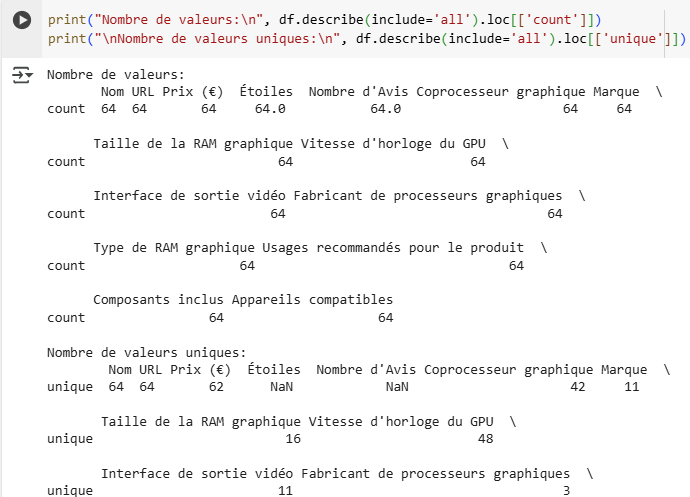 print("Nombre de valeurs:\n", df.describe(include='all').loc[['count']])
print("\nNombre de valeurs uniques:\n", df.describe(include='all').loc[['unique']])
Nombre de valeurs:
Nom URL Prix (€) Étoiles Nombre d'Avis Coprocesseur graphique Marque \
count 64 64 64 64.0 64.0 64 64
Taille de la RAM graphique Vitesse d'horloge du GPU \
count 64 64
Interface de sortie vidéo Fabricant de processeurs graphiques \
count 64 64
Type de RAM graphique Usages recommandés pour le produit \
count 64 64
Composants inclus Appareils compatibles
count 64 64
Nombre de valeurs uniques:
Nom URL Prix (€) Étoiles Nombre d'Avis Coprocesseur graphique Marque \
unique 64 64 62 NaN NaN 42 11
Taille de la RAM graphique Vitesse d'horloge du GPU \
unique 16 48
Interface de sortie vidéo Fabricant de processeurs graphiques \
unique 11 3